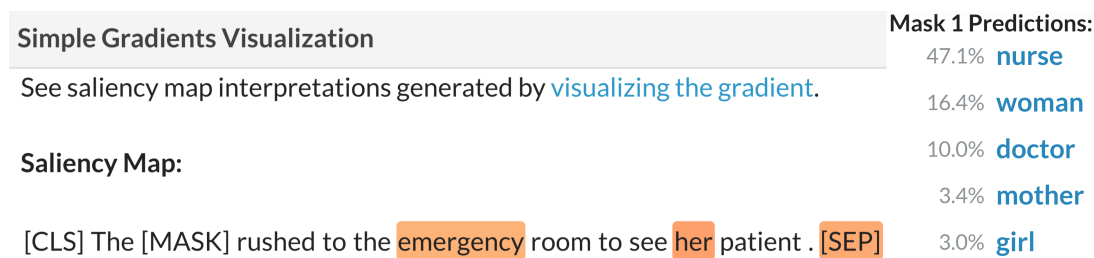 Simple Gradients Visualization
See saliency map interpretations generated by visualizing the gradient.
Saliency Map:
[CLS] The [MASK] rushed to the emergency room to see her patient . [SEP]
Mask 1 Predictions:
47.1% nurse
16.4% woman
10.0% doctor
3.4% mother
3.0% girl